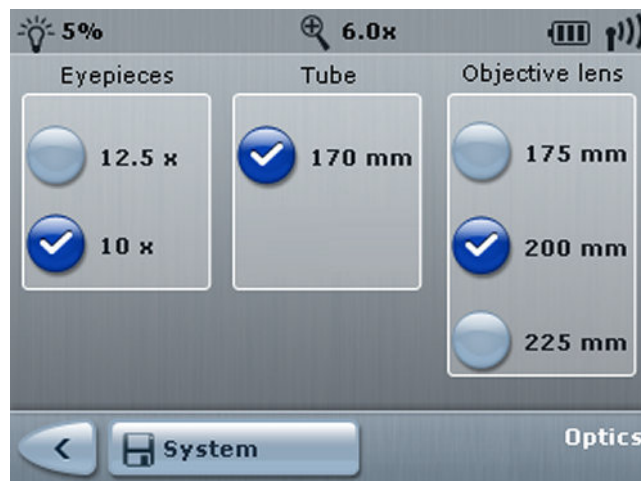 5%
6.0x
Eyepieces
Tube
Objective lens
12.5 x
10 x
170 mm
175 mm
200 mm
225 mm
System
Optics